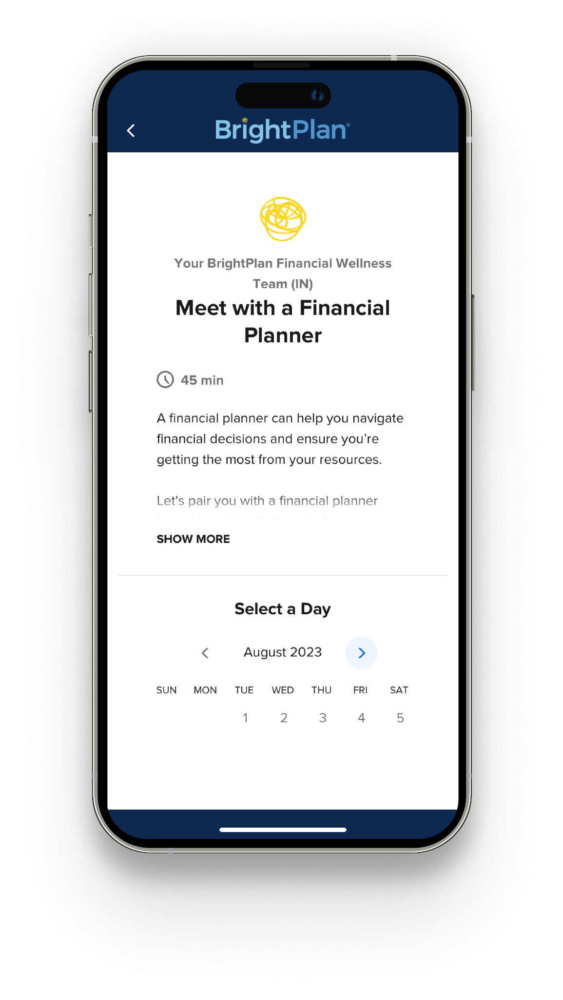 BrightPlan®
Your BrightPlan Financial Wellness
Team (IN)
Meet with a Financial
Planner
45 min
A financial planner can help you navigate
financial decisions and ensure you’re
getting the most from your resources.
Let's pair you with a financial planner
SHOW MORE
Select a Day
August 2023
SUN MON TUE WED THU FRI SAT
1 2 3 4 5